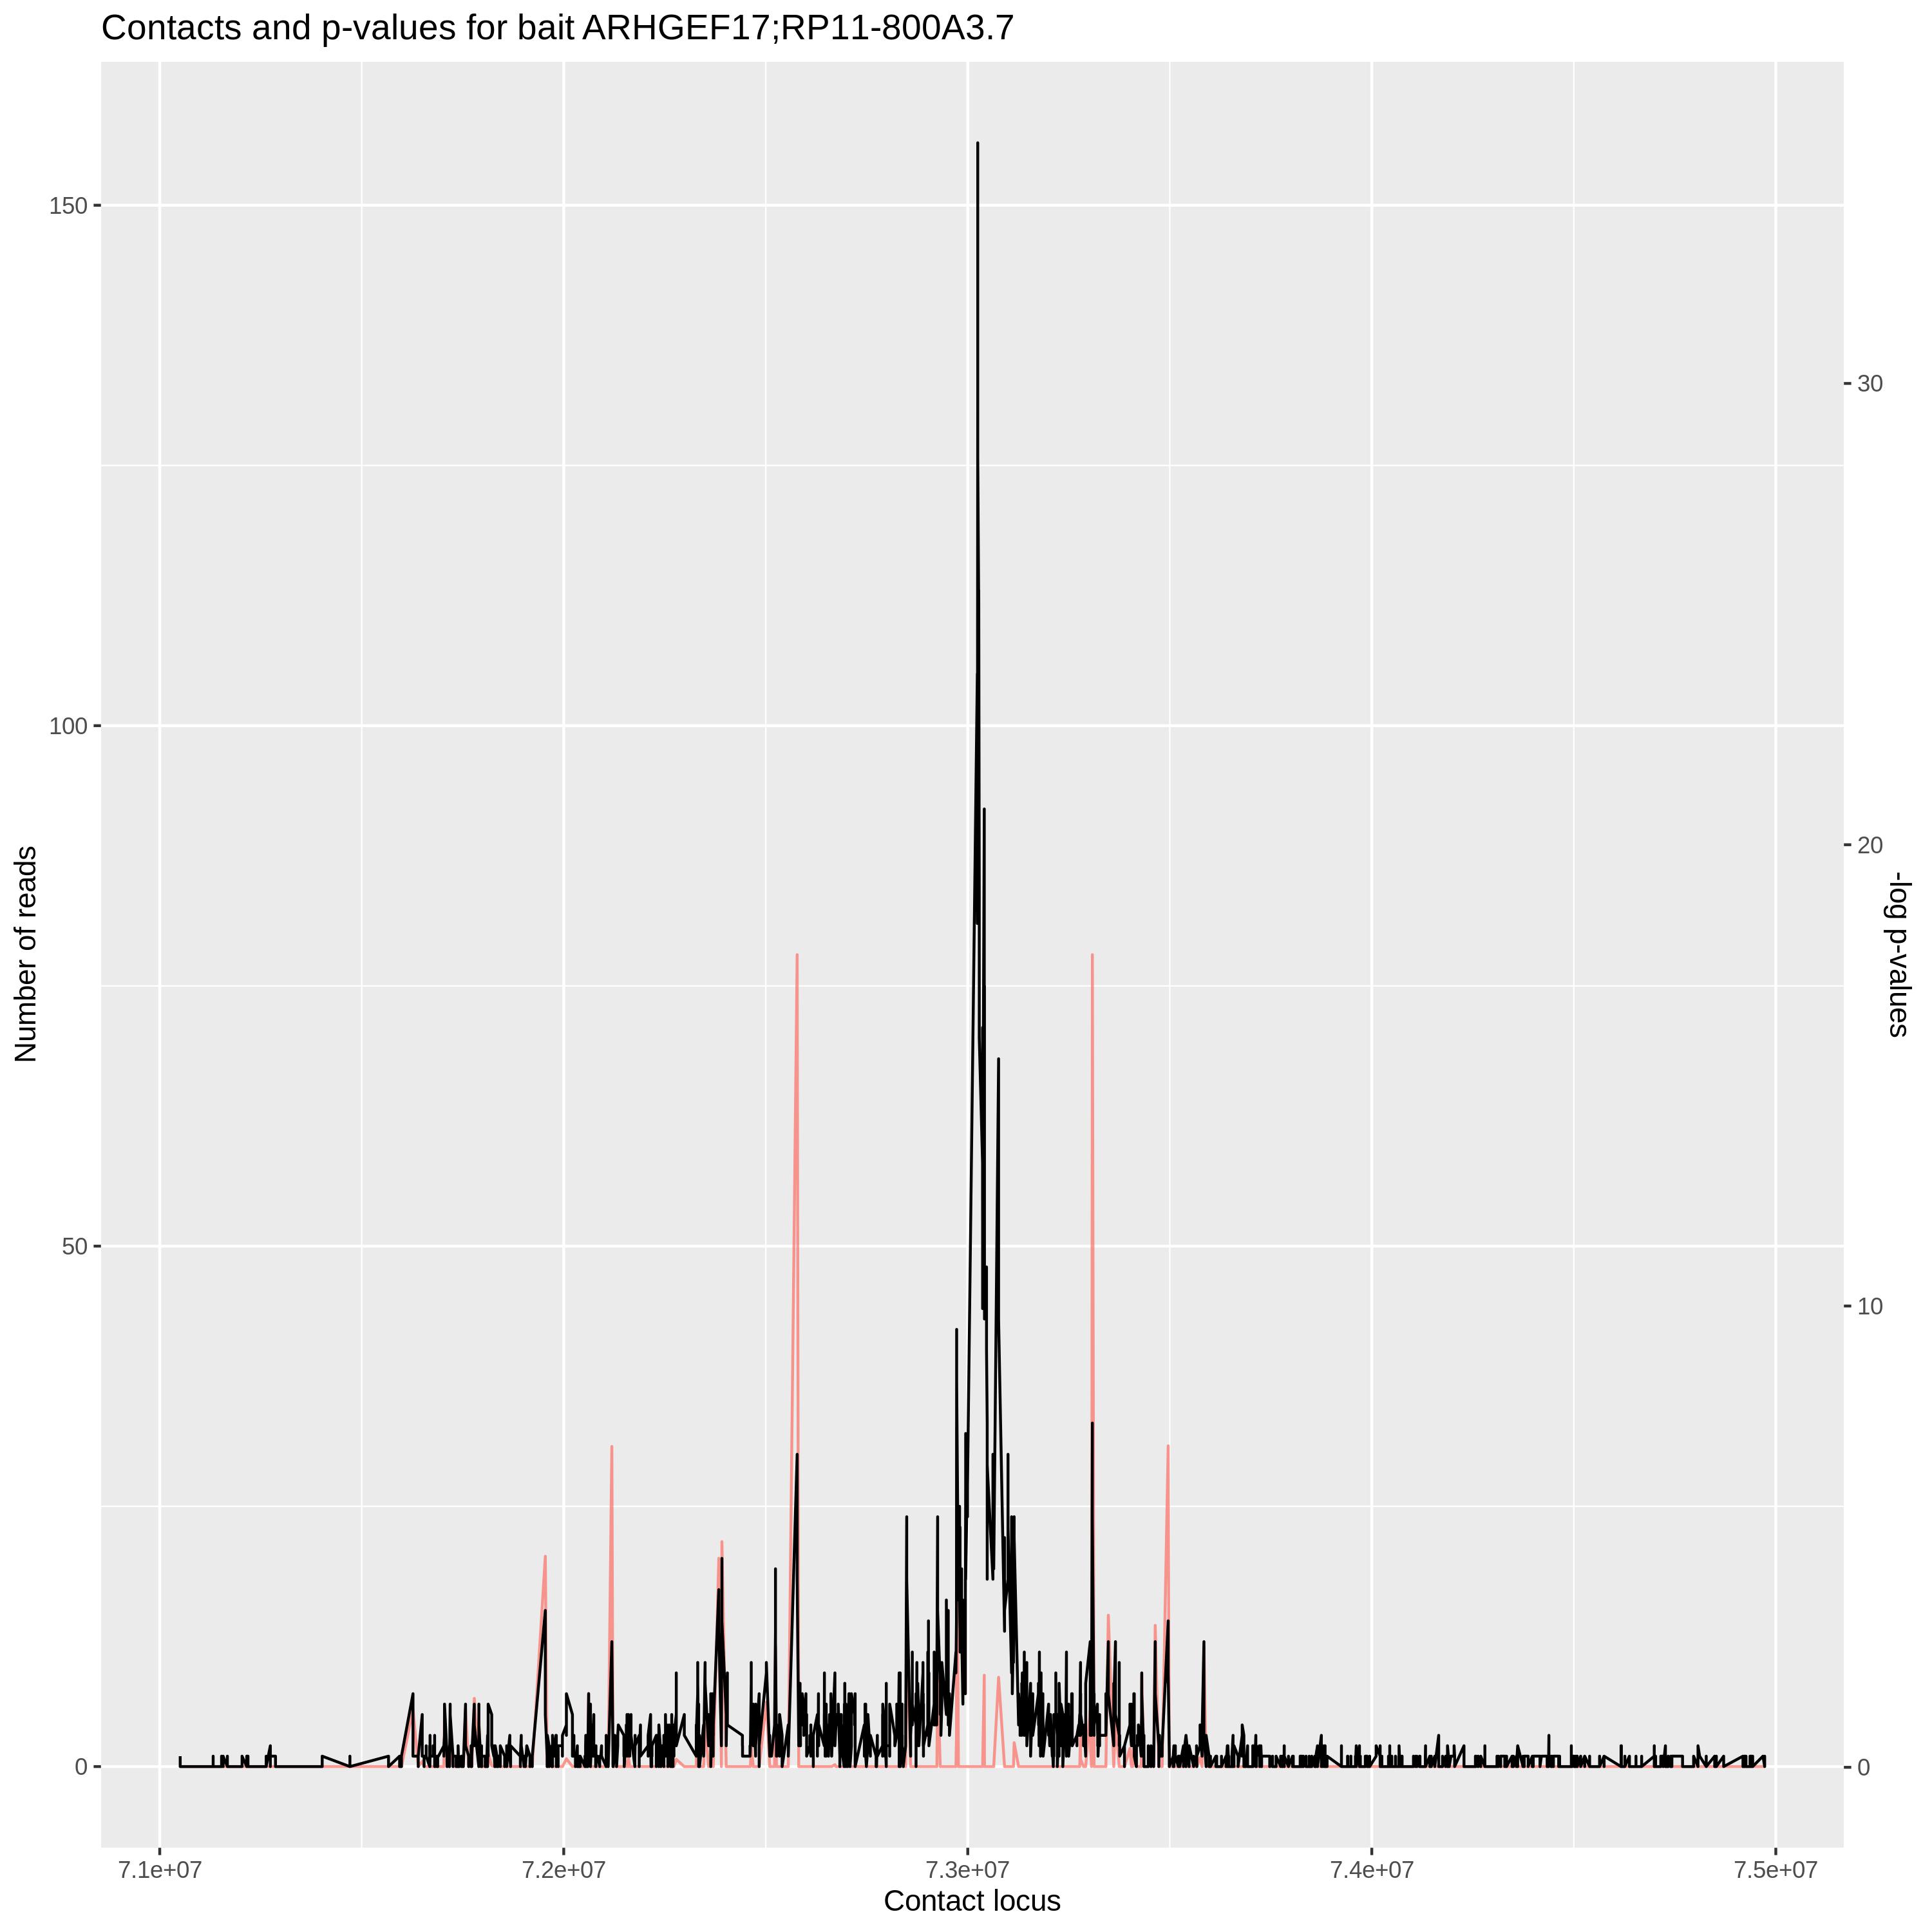 Contacts and p-values for bait ARHGEF17;RP11-800A3.7
150
100
50
0
30
20
10
0
Number of reads
-log p-values
7.1e+07
7.2e+07
7.3e+07
7.4e+07
7.5e+07
Contact locus